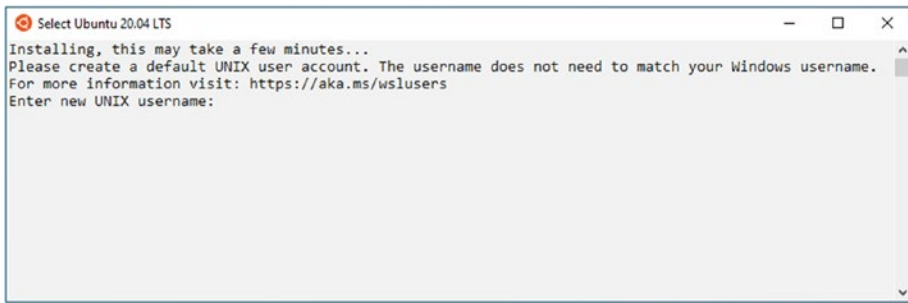 Select Ubuntu 20.04 LTS
Installing, this may take a few minutes...
Please create a default UNIX user account. The username does not need to match your Windows username.
For more information visit: https://aka.ms/wslusers
Enter new UNIX username: